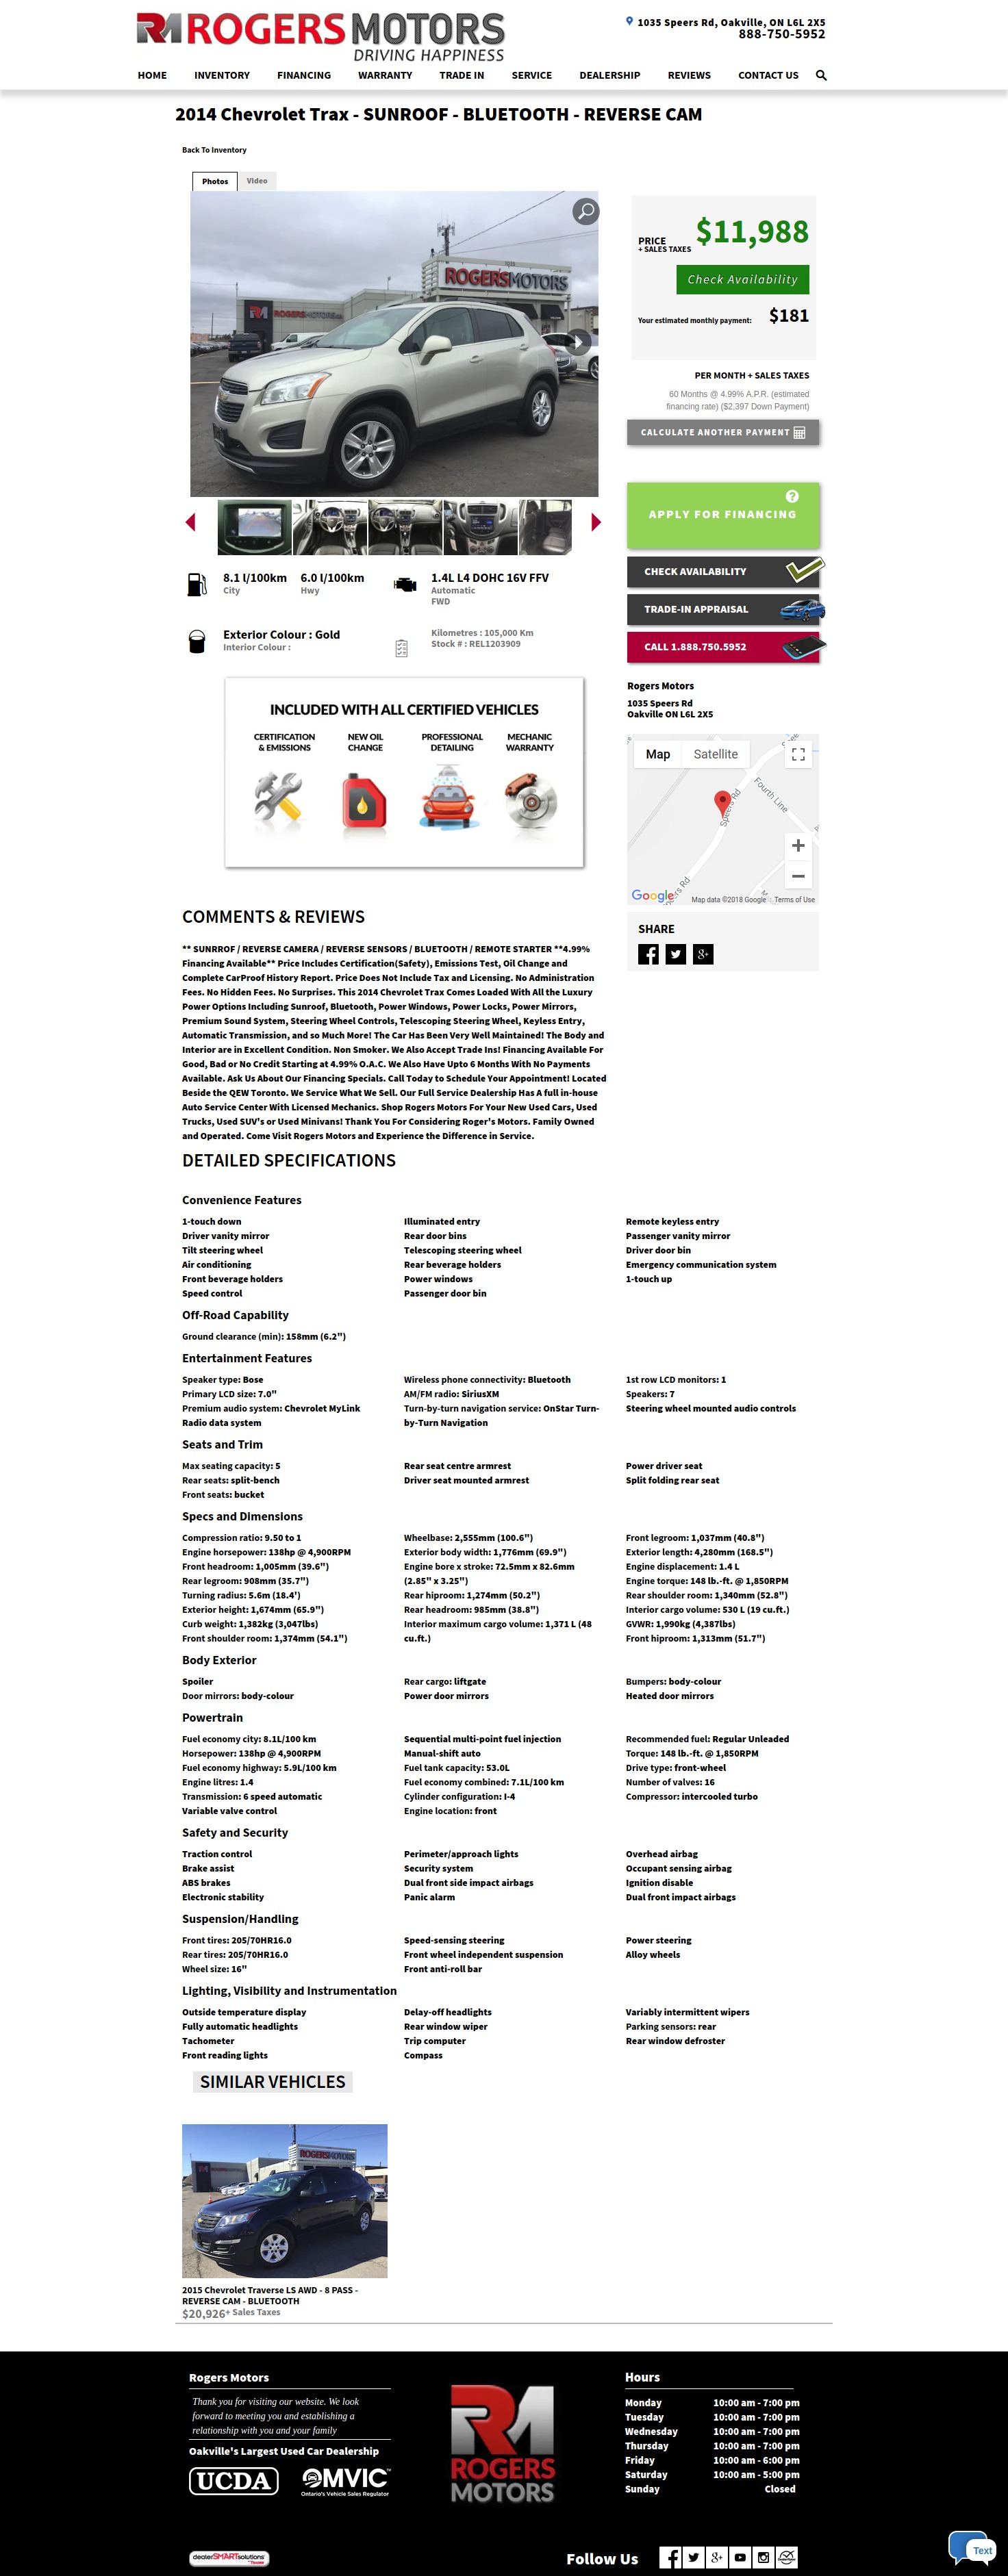 ROGERS MOTORS
DRIVING HAPPINESS
1035 Speers Rd, Oakville, ON L6L 2X5
888-750-5952
HOME INVENTORY FINANCING WARRANTY TRADE IN SERVICE DEALERSHIP REVIEWS CONTACT US
2014 Chevrolet Trax - SUNROOF - BLUETOOTH - REVERSE CAM
Back To Inventory
Photos Video
ROGERSMOTORS
ROGERSMOTORS
PRICE
+ SALES TAXES
$11,988
Check Availability
Your estimated monthly payment: $181
PER MONTH + SALES TAXES
60 Months @ 4.99% A.P.R. (estimated
financing rate) ($2,397 Down Payment)
CALCULATE ANOTHER PAYMENT
?
APPLY FOR FINANCING
CHECK AVAILABILITY
TRADE-IN APPRAISAL
CALL 1.888.750.5952
8.1 l/100km 6.0 l/100km 1.4L L4 DOHC 16V FFV
City Hwy Automatic
FWD
Exterior Colour : Gold
Interior Colour :
Kilometres : 105,000 Km
Stock # : REL1203909
Rogers Motors
1035 Speers Rd
Oakville ON L6L 2X5
Map Satellite
Speers Rd
Fourth Line
Google
Map data ©2018 Google Terms of Use
SHARE
INCLUDED WITH ALL CERTIFIED VEHICLES
CERTIFICATION NEW OIL PROFESSIONAL MECHANIC
& EMISSIONS CHANGE DETAILING WARRANTY
COMMENTS & REVIEWS
** SUNRROF / REVERSE CAMERA / REVERSE SENSORS / BLUETOOTH / REMOTE STARTER **4.99%
Financing Available** Price Includes Certification(Safety), Emissions Test, Oil Change and
Complete CarProof History Report. Price Does Not Include Tax and Licensing. No Administration
Fees. No Hidden Fees. No Surprises. This 2014 Chevrolet Trax Comes Loaded With All the Luxury
Power Options Including Sunroof, Bluetooth, Power Windows, Power Locks, Power Mirrors,
Premium Sound System, Steering Wheel Controls, Telescoping Steering Wheel, Keyless Entry,
Automatic Transmission, and so Much More! The Car Has Been Very Well Maintained! The Body and
Interior are in Excellent Condition. Non Smoker. We Also Accept Trade Ins! Financing Available For
Good, Bad or No Credit Starting at 4.99% O.A.C. We Also Have Upto 6 Months With No Payments
Available. Ask Us About Our Financing Specials. Call Today to Schedule Your Appointment! Located
Beside the QEW Toronto. We Service What We Sell. Our Full Service Dealership Has A full in-house
Auto Service Center With Licensed Mechanics. Shop Rogers Motors For Your New Used Cars, Used
Trucks, Used SUV's or Used Minivans! Thank You For Considering Roger's Motors. Family Owned
and Operated. Come Visit Rogers Motors and Experience the Difference in Service.
DETAILED SPECIFICATIONS
Convenience Features
1-touch down Illuminated entry Remote keyless entry
Driver vanity mirror Rear door bins Passenger vanity mirror
Tilt steering wheel Telescoping steering wheel Driver door bin
Air conditioning Rear beverage holders Emergency communication system
Front beverage holders Power windows 1-touch up
Speed control Passenger door bin
Off-Road Capability
Ground clearance (min): 158mm (6.2")
Entertainment Features
Speaker type: Bose Wireless phone connectivity: Bluetooth 1st row LCD monitors: 1
Primary LCD size: 7.0" AM/FM radio: SiriusXM Speakers: 7
Premium audio system: Chevrolet MyLink Turn-by-turn navigation service: OnStar Turn- Steering wheel mounted audio controls
Radio data system by-Turn Navigation
Seats and Trim
Max seating capacity: 5 Rear seat centre armrest Power driver seat
Rear seats: split-bench Driver seat mounted armrest Split folding rear seat
Front seats: bucket
Specs and Dimensions
Compression ratio: 9.50 to 1 Wheelbase: 2,555mm (100.6") Front legroom: 1,037mm (40.8")
Engine horsepower: 138hp @ 4,900RPM Exterior body width: 1,776mm (69.9") Exterior length: 4,280mm (168.5")
Front headroom: 1,005mm (39.6") Engine bore x stroke: 72.5mm x 82.6mm Engine displacement: 1.4 L
Rear legroom: 908mm (35.7") (2.85" x 3.25") Engine torque: 148 lb.-ft. @ 1,850RPM
Turning radius: 5.6m (18.4') Rear hiproom: 1,274mm (50.2") Rear shoulder room: 1,340mm (52.8")
Exterior height: 1,674mm (65.9") Rear headroom: 985mm (38.8") Interior cargo volume: 530 L (19 cu.ft.)
Curb weight: 1,382kg (3,047lbs) Interior maximum cargo volume: 1,371 L (48 GVWR: 1,990kg (4,387lbs)
Front shoulder room: 1,374mm (54.1") cu.ft.) Front hiproom: 1,313mm (51.7")
Body Exterior
Spoiler Rear cargo: liftgate Bumpers: body-colour
Door mirrors: body-colour Power door mirrors Heated door mirrors
Powertrain
Fuel economy city: 8.1L/100 km Sequential multi-point fuel injection Recommended fuel: Regular Unleaded
Horsepower: 138hp @ 4,900RPM Manual-shift auto Torque: 148 lb.-ft. @ 1,850RPM
Fuel economy highway: 5.9L/100 km Fuel tank capacity: 53.0L Drive type: front-wheel
Engine litres: 1.4 Fuel economy combined: 7.1L/100 km Number of valves: 16
Transmission: 6 speed automatic Cylinder configuration: I-4 Compressor: intercooled turbo
Variable valve control Engine location: front
Safety and Security
Traction control Perimeter/approach lights Overhead airbag
Brake assist Security system Occupant sensing airbag
ABS brakes Dual front side impact airbags Ignition disable
Electronic stability Panic alarm Dual front impact airbags
Suspension/Handling
Front tires: 205/70HR16.0 Speed-sensing steering Power steering
Rear tires: 205/70HR16.0 Front wheel independent suspension Alloy wheels
Wheel size: 16" Front anti-roll bar
Lighting, Visibility and Instrumentation
Outside temperature display Delay-off headlights Variably intermittent wipers
Fully automatic headlights Rear window wiper Parking sensors: rear
Tachometer Trip computer Rear window defroster
Front reading lights Compass
SIMILAR VEHICLES
ROGERSMOTORS
2015 Chevrolet Traverse LS AWD - 8 PASS -
REVERSE CAM - BLUETOOTH
$20,926+ Sales Taxes
Rogers Motors
Thank you for visiting our website. We look
forward to meeting you and establishing a
relationship with you and your family
Oakville's Largest Used Car Dealership
UCDA OMVIC
Ontario's Vehicle Sales Regulator
ROGERS
MOTORS
Hours
Monday 10:00 am - 7:00 pm
Tuesday 10:00 am - 7:00 pm
Wednesday 10:00 am - 7:00 pm
Thursday 10:00 am - 7:00 pm
Friday 10:00 am - 6:00 pm
Saturday 10:00 am - 5:00 pm
Sunday Closed
dealerSMARTsolutions
Follow Us
Text